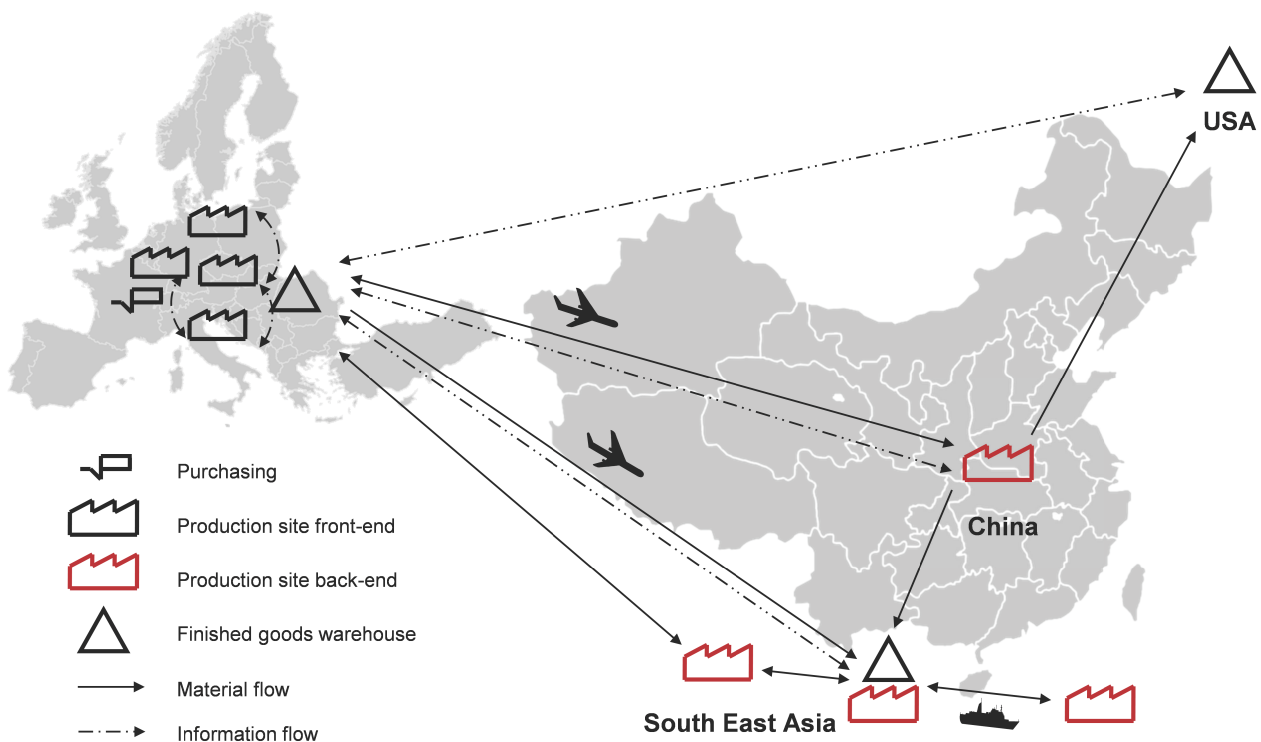 USA
China
South East Asia
Purchasing
Production site front-end
Production site back-end
Finished goods warehouse
Material flow
Information flow